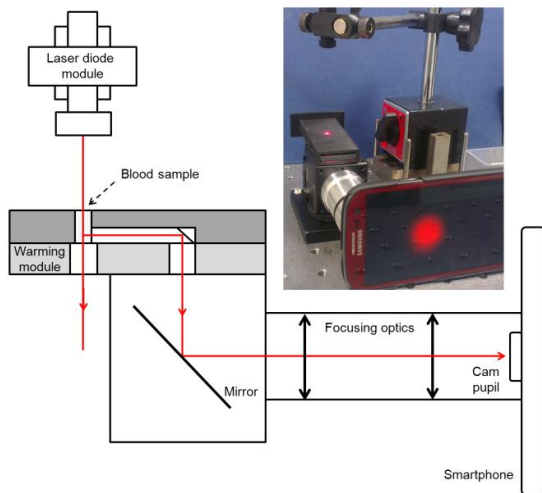 Laser diode
module
Blood sample
Warming
module
SAMSUNG
Focusing optics
Mirror
Cam
pupil
Smartphone